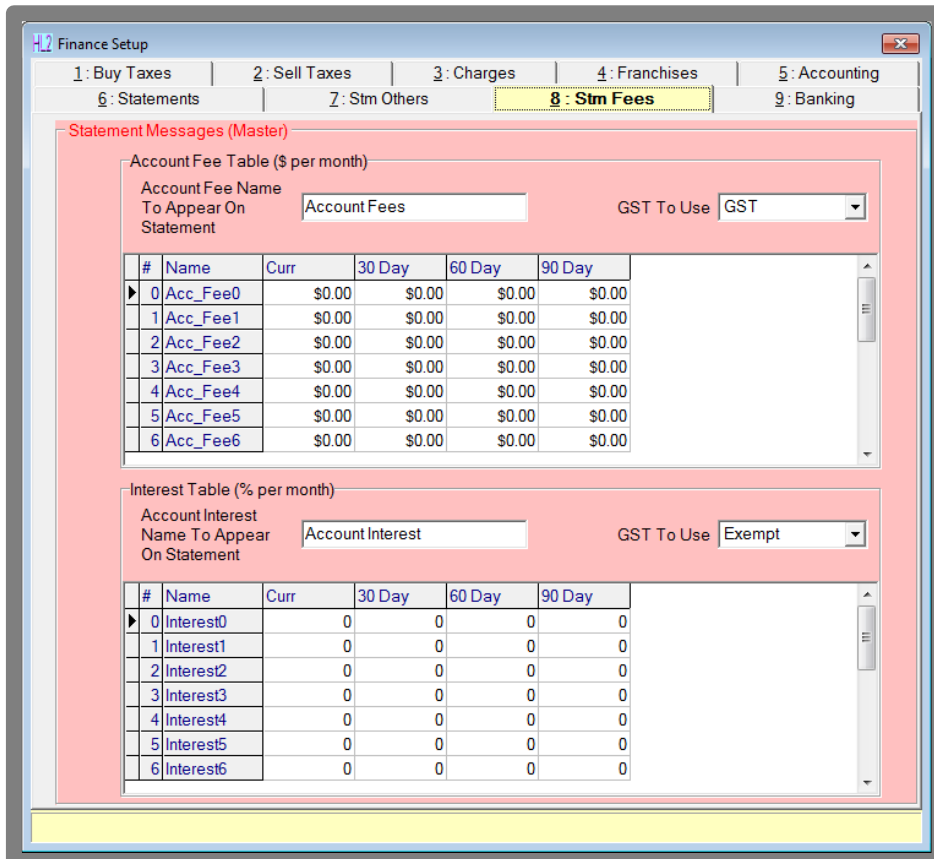 HL2 Finance Setup
1 : Buy Taxes 2 : Sell Taxes 3 : Charges 4 : Franchises 5 : Accounting
6 : Statements 7 : Stm Others 8 : Stm Fees 9 : Banking
Statement Messages (Master)
Account Fee Table ($ per month)
Account Fee Name
To Appear On
Statement
Account Fees
GST To Use GST
# Name Curr 30 Day 60 Day 90 Day
0 Acc_Fee0 $0.00 $0.00 $0.00 $0.00
1 Acc_Fee1 $0.00 $0.00 $0.00 $0.00
2 Acc_Fee2 $0.00 $0.00 $0.00 $0.00
3 Acc_Fee3 $0.00 $0.00 $0.00 $0.00
4 Acc_Fee4 $0.00 $0.00 $0.00 $0.00
5 Acc_Fee5 $0.00 $0.00 $0.00 $0.00
6 Acc_Fee6 $0.00 $0.00 $0.00 $0.00
Interest Table (% per month)
Account Interest
Name To Appear
On Statement
Account Interest
GST To Use Exempt
# Name Curr 30 Day 60 Day 90 Day
0 Interest0 0 0 0 0
1 Interest1 0 0 0 0
2 Interest2 0 0 0 0
3 Interest3 0 0 0 0
4 Interest4 0 0 0 0
5 Interest5 0 0 0 0
6 Interest6 0 0 0 0